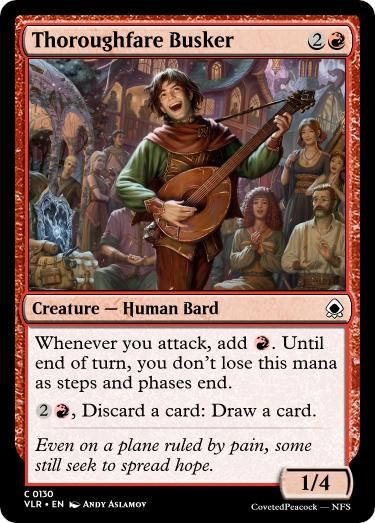 Thoroughfare Busker 2
Creature — Human Bard
Whenever you attack, add . Until
end of turn, you don't lose this mana
as steps and phases end.
2 , Discard a card: Draw a card.
Even on a plane ruled by pain, some
still seek to spread hope.
1/4
C 0130
VLR • EN Andy Aslamov
CovetedPeacock — NFS